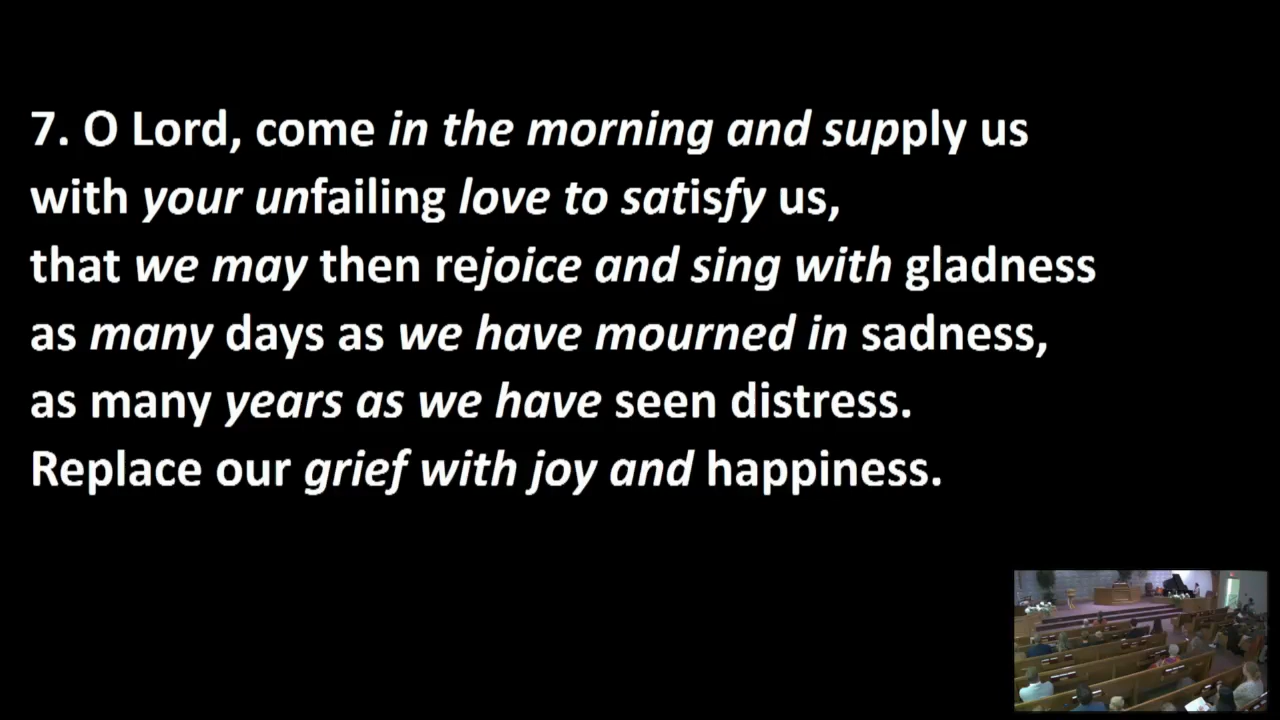 7. O Lord, come in the morning and supply us
with your unfailing love to satisfy us,
that we may then rejoice and sing with gladness
as many days as we have mourned in sadness,
as many years as we have seen distress.
Replace our grief with joy and happiness.